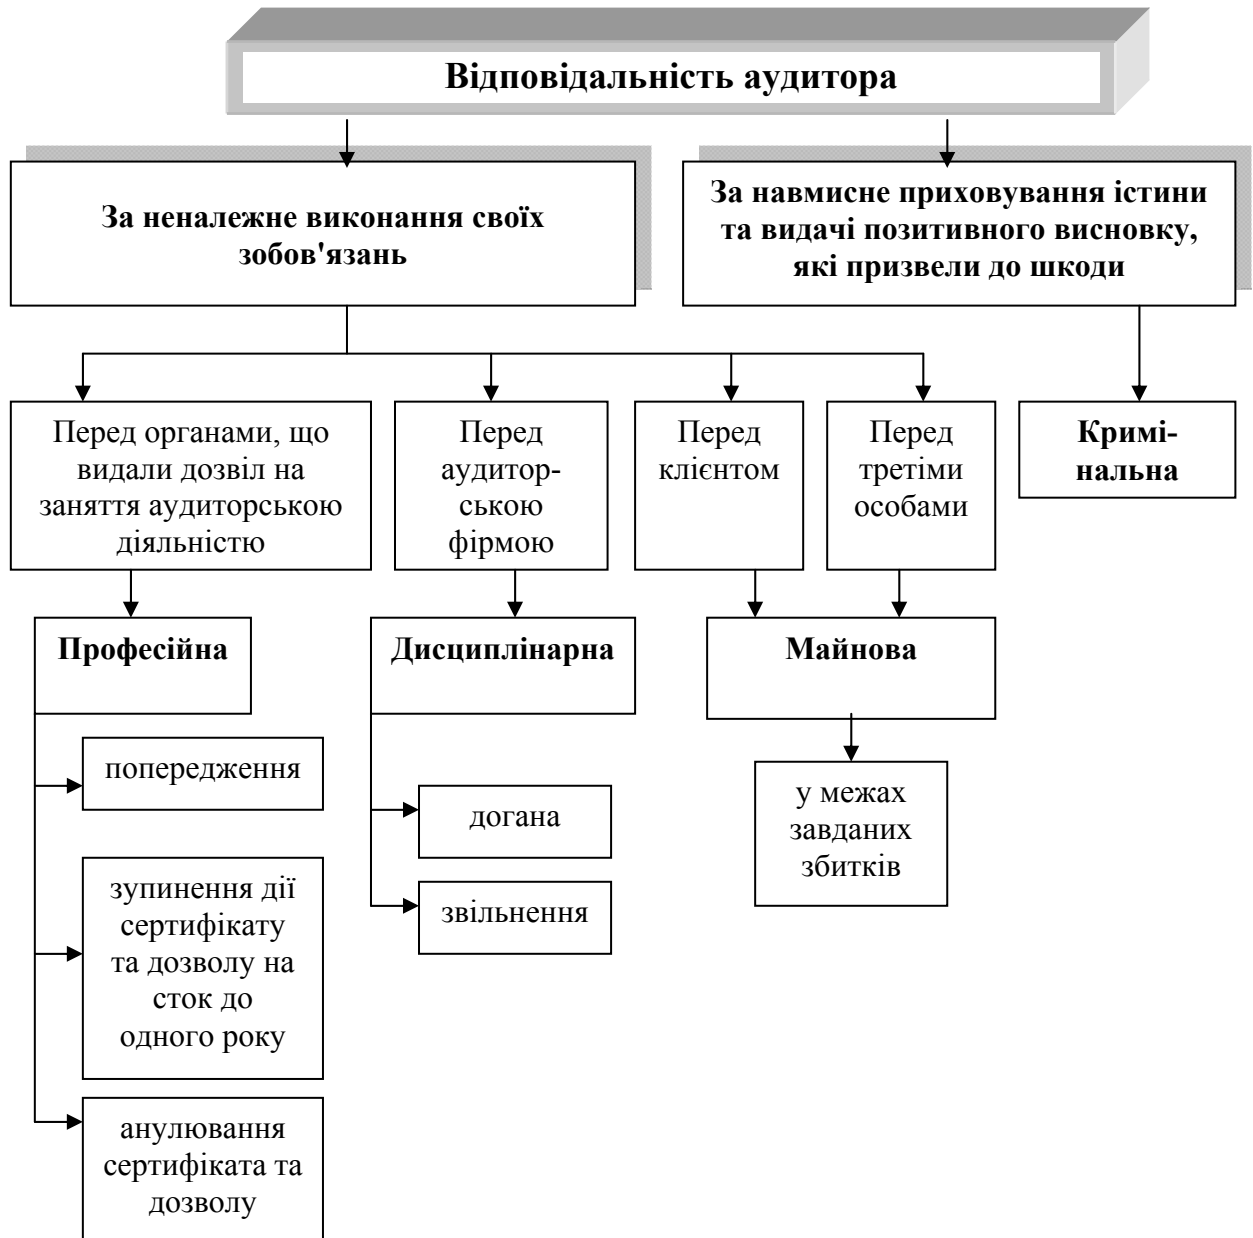 Відповідальність аудитора
За неналежне виконання своїх
зобов'язань
За навмисне приховування істини
та видачі позитивного висновку,
які призвели до шкоди
Перед органами, що
видали дозвіл на
заняття аудиторською
діяльністю
Перед
аудитор-
ською
фірмою
Перед
клієнтом
Перед
третіми
особами
Кримі-
нальна
Професійна
Дисциплінарна
Майнова
попередження
зупинення дії
сертифікату
та дозволу на
сток до
одного року
анулювання
сертифіката та
дозволу
догана
звільнення
у межах
завданих
збитків